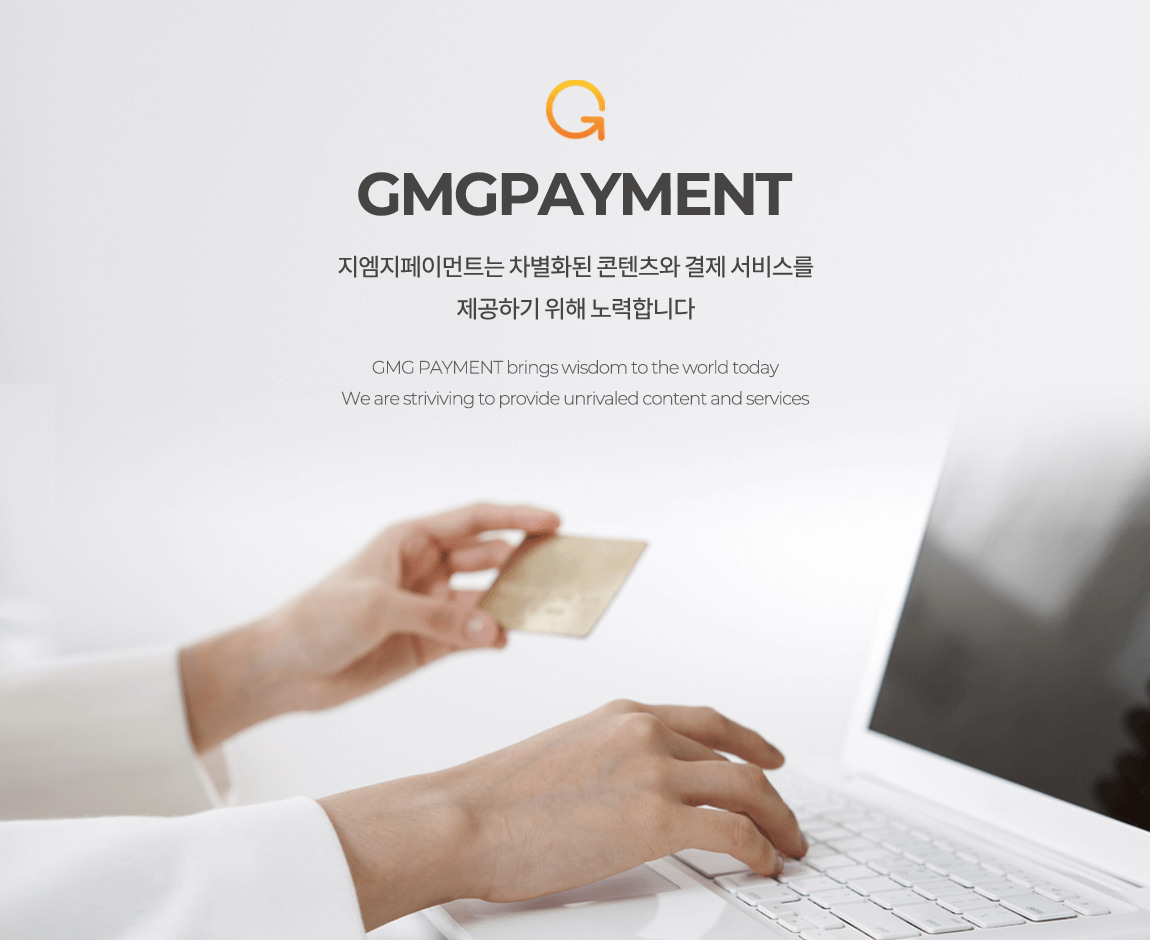 GMGPAYMENT
지엠지페이먼트는 차별화된 콘텐츠와 결제 서비스를
제공하기 위해 노력합니다
GMG PAYMENT brings wisdom to the world today
We are striviving to provide unrivaled content and services